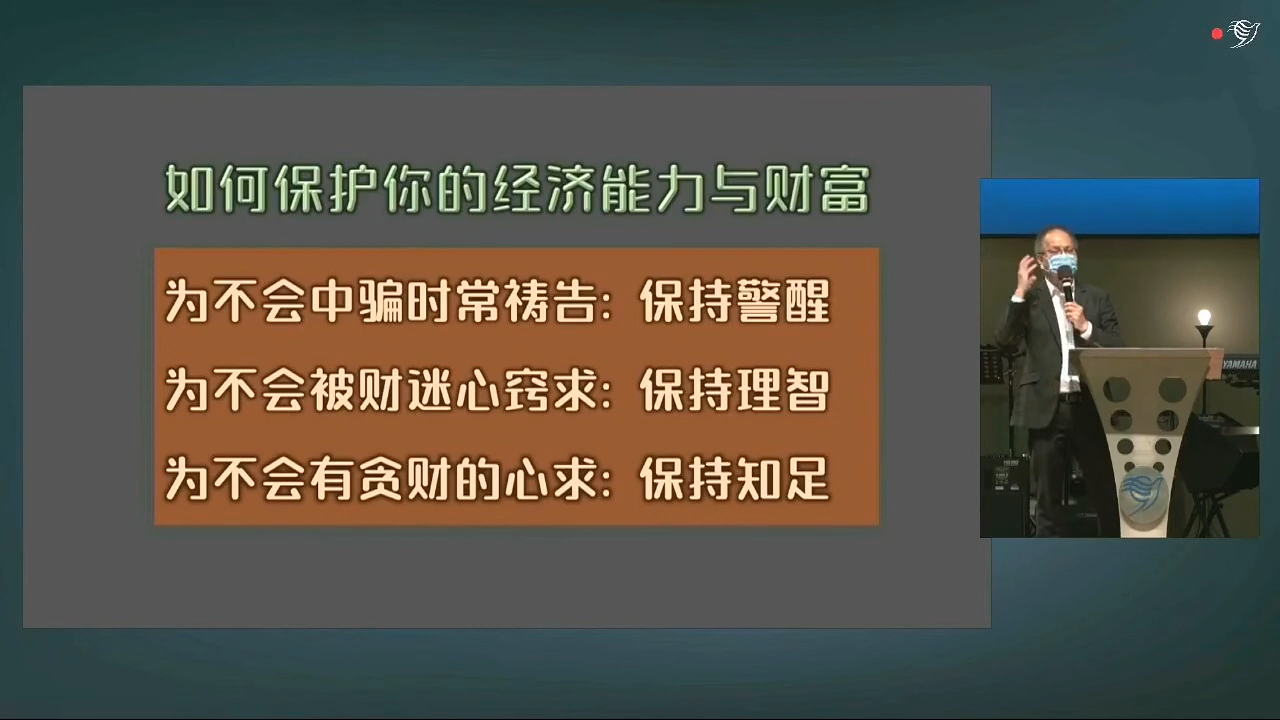 如何保护你的经济能力与财富
为不会中骗时常祷告: 保持警醒
为不会被财迷心窍求: 保持理智
为不会有贪财的心求: 保持知足
YAMAHA